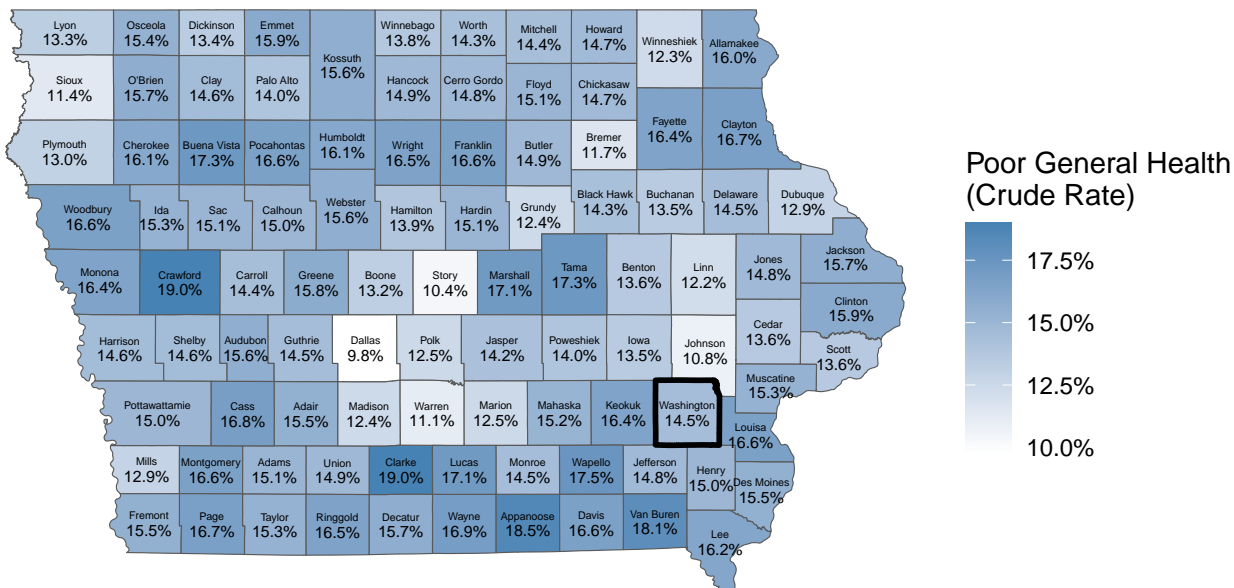 Lyon
13.3%
Osceola
15.4%
Dickinson
13.4%
Emmet
15.9%
Kossuth
15.6%
Winnebago
13.8%
Worth
14.3%
Mitchell
14.4%
Howard
14.7%
Winneshiek
12.3%
Allamakee
16.0%
Sioux
11.4%
O'Brien
15.7%
Clay
14.6%
Palo Alto
14.0%
Hancock
14.9%
Cerro Gordo
14.8%
Floyd
15.1%
Chickasaw
14.7%
Fayette
16.4%
Clayton
16.7%
Plymouth
13.0%
Cherokee
16.1%
Buena Vista
17.3%
Pocahontas
16.6%
Humboldt
16.1%
Wright
16.5%
Franklin
16.6%
Butler
14.9%
Bremer
11.7%
Woodbury
16.6%
Ida
15.3%
Sac
15.1%
Calhoun
15.0%
Webster
15.6%
Hamilton
13.9%
Hardin
15.1%
Grundy
12.4%
Black Hawk
14.3%
Buchanan
13.5%
Delaware
14.5%
Dubuque
12.9%
Monona
16.4%
Crawford
19.0%
Carroll
14.4%
Greene
15.8%
Boone
13.2%
Story
10.4%
Marshall
17.1%
Tama
17.3%
Benton
13.6%
Linn
12.2%
Jones
14.8%
Jackson
15.7%
Clinton
15.9%
Harrison
14.6%
Shelby
14.6%
Audubon
15.6%
Guthrie
14.5%
Dallas
9.8%
Polk
12.5%
Jasper
14.2%
Poweshiek
14.0%
Iowa
13.5%
Johnson
10.8%
Cedar
13.6%
Scott
13.6%
Muscatine
15.3%
Pottawattamie
15.0%
Cass
16.8%
Adair
15.5%
Madison
12.4%
Warren
11.1%
Marion
12.5%
Mahaska
15.2%
Keokuk
16.4%
Washington
14.5%
Louisa
16.6%
Mills
12.9%
Montgomery
16.6%
Adams
15.1%
Union
14.9%
Clarke
19.0%
Lucas
17.1%
Monroe
14.5%
Wapello
17.5%
Jefferson
14.8%
Henry
15.0%
Des Moines
15.5%
Fremont
15.5%
Page
16.7%
Taylor
15.3%
Ringgold
16.5%
Decatur
15.7%
Wayne
16.9%
Appanoose
18.5%
Davis
16.6%
Van Buren
18.1%
Lee
16.2%
Poor General Health
(Crude Rate)
17.5%
15.0%
12.5%
10.0%